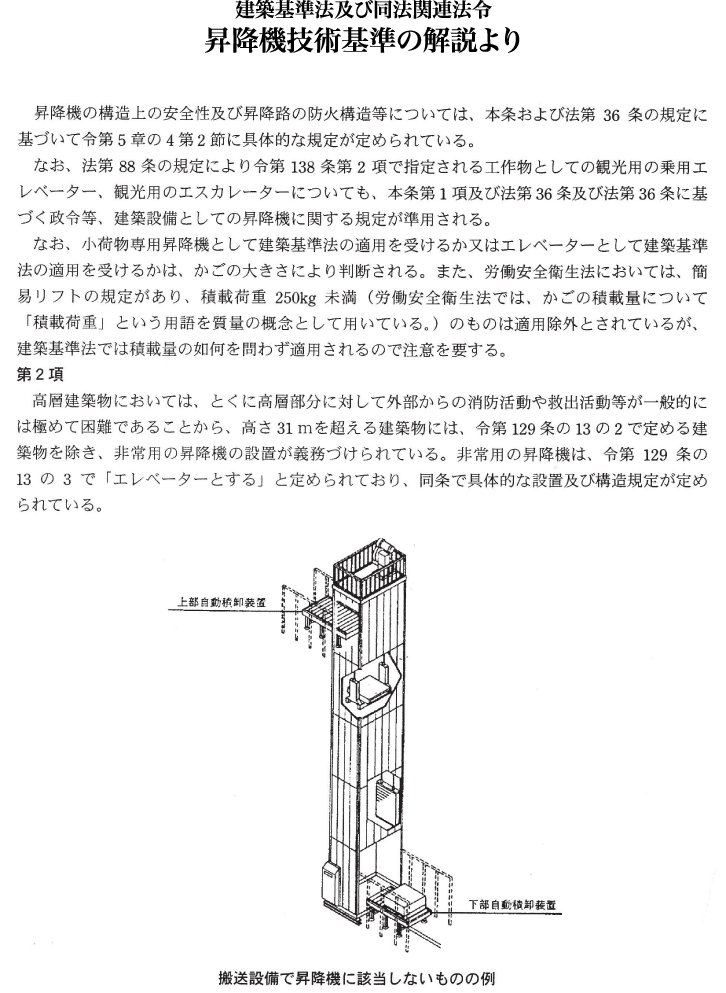 建築基準法及び同法関連法令
昇降機技術基準の解説より
昇降機の構造上の安全性及び昇降路の防火構造等については、本条および法第 36 条の規定に
基づいて令第５章の４第２節に具体的な規定が定められている。
なお、法第 88 条の規定により令第 138 条第２項で指定される工作物としての観光用の乗用エ
レベーター、観光用のエスカレーターについても、本条第１項及び法第 36 条及び法第 36 条に基
づく政令等、建築設備としての昇降機に関する規定が準用される。
なお、小荷物専用昇降機として建築基準法の適用を受けるか又はエレベーターとして建築基準
法の適用を受けるかは、かごの大きさにより判断される。また、労働安全衛生法においては、簡
易リフトの規定があり、積載荷重 250kg 未満（労働安全衛生法では、かごの積載量について
「積載荷重」という用語を質量の概念として用いている。）のものは適用除外とされているが、
建築基準法では積載量の如何を問わず適用されるので注意を要する。
第２項
高層建築物においては、とくに高層部分に対して外部からの消防活動や救出活動等が一般的に
は極めて困難であることから、高さ 31 ｍを超える建築物には、令第 129 条の 13 の２で定める建
築物を除き、非常用の昇降機の設置が義務づけられている。非常用の昇降機は、令第 129 条の
13 の ３ で「エレベーターとする」と定められており、同条で具体的な設置及び構造規定が定め
られている。
上部自動積卸装置
下部自動積卸装置
搬送設備で昇降機に該当しないものの例